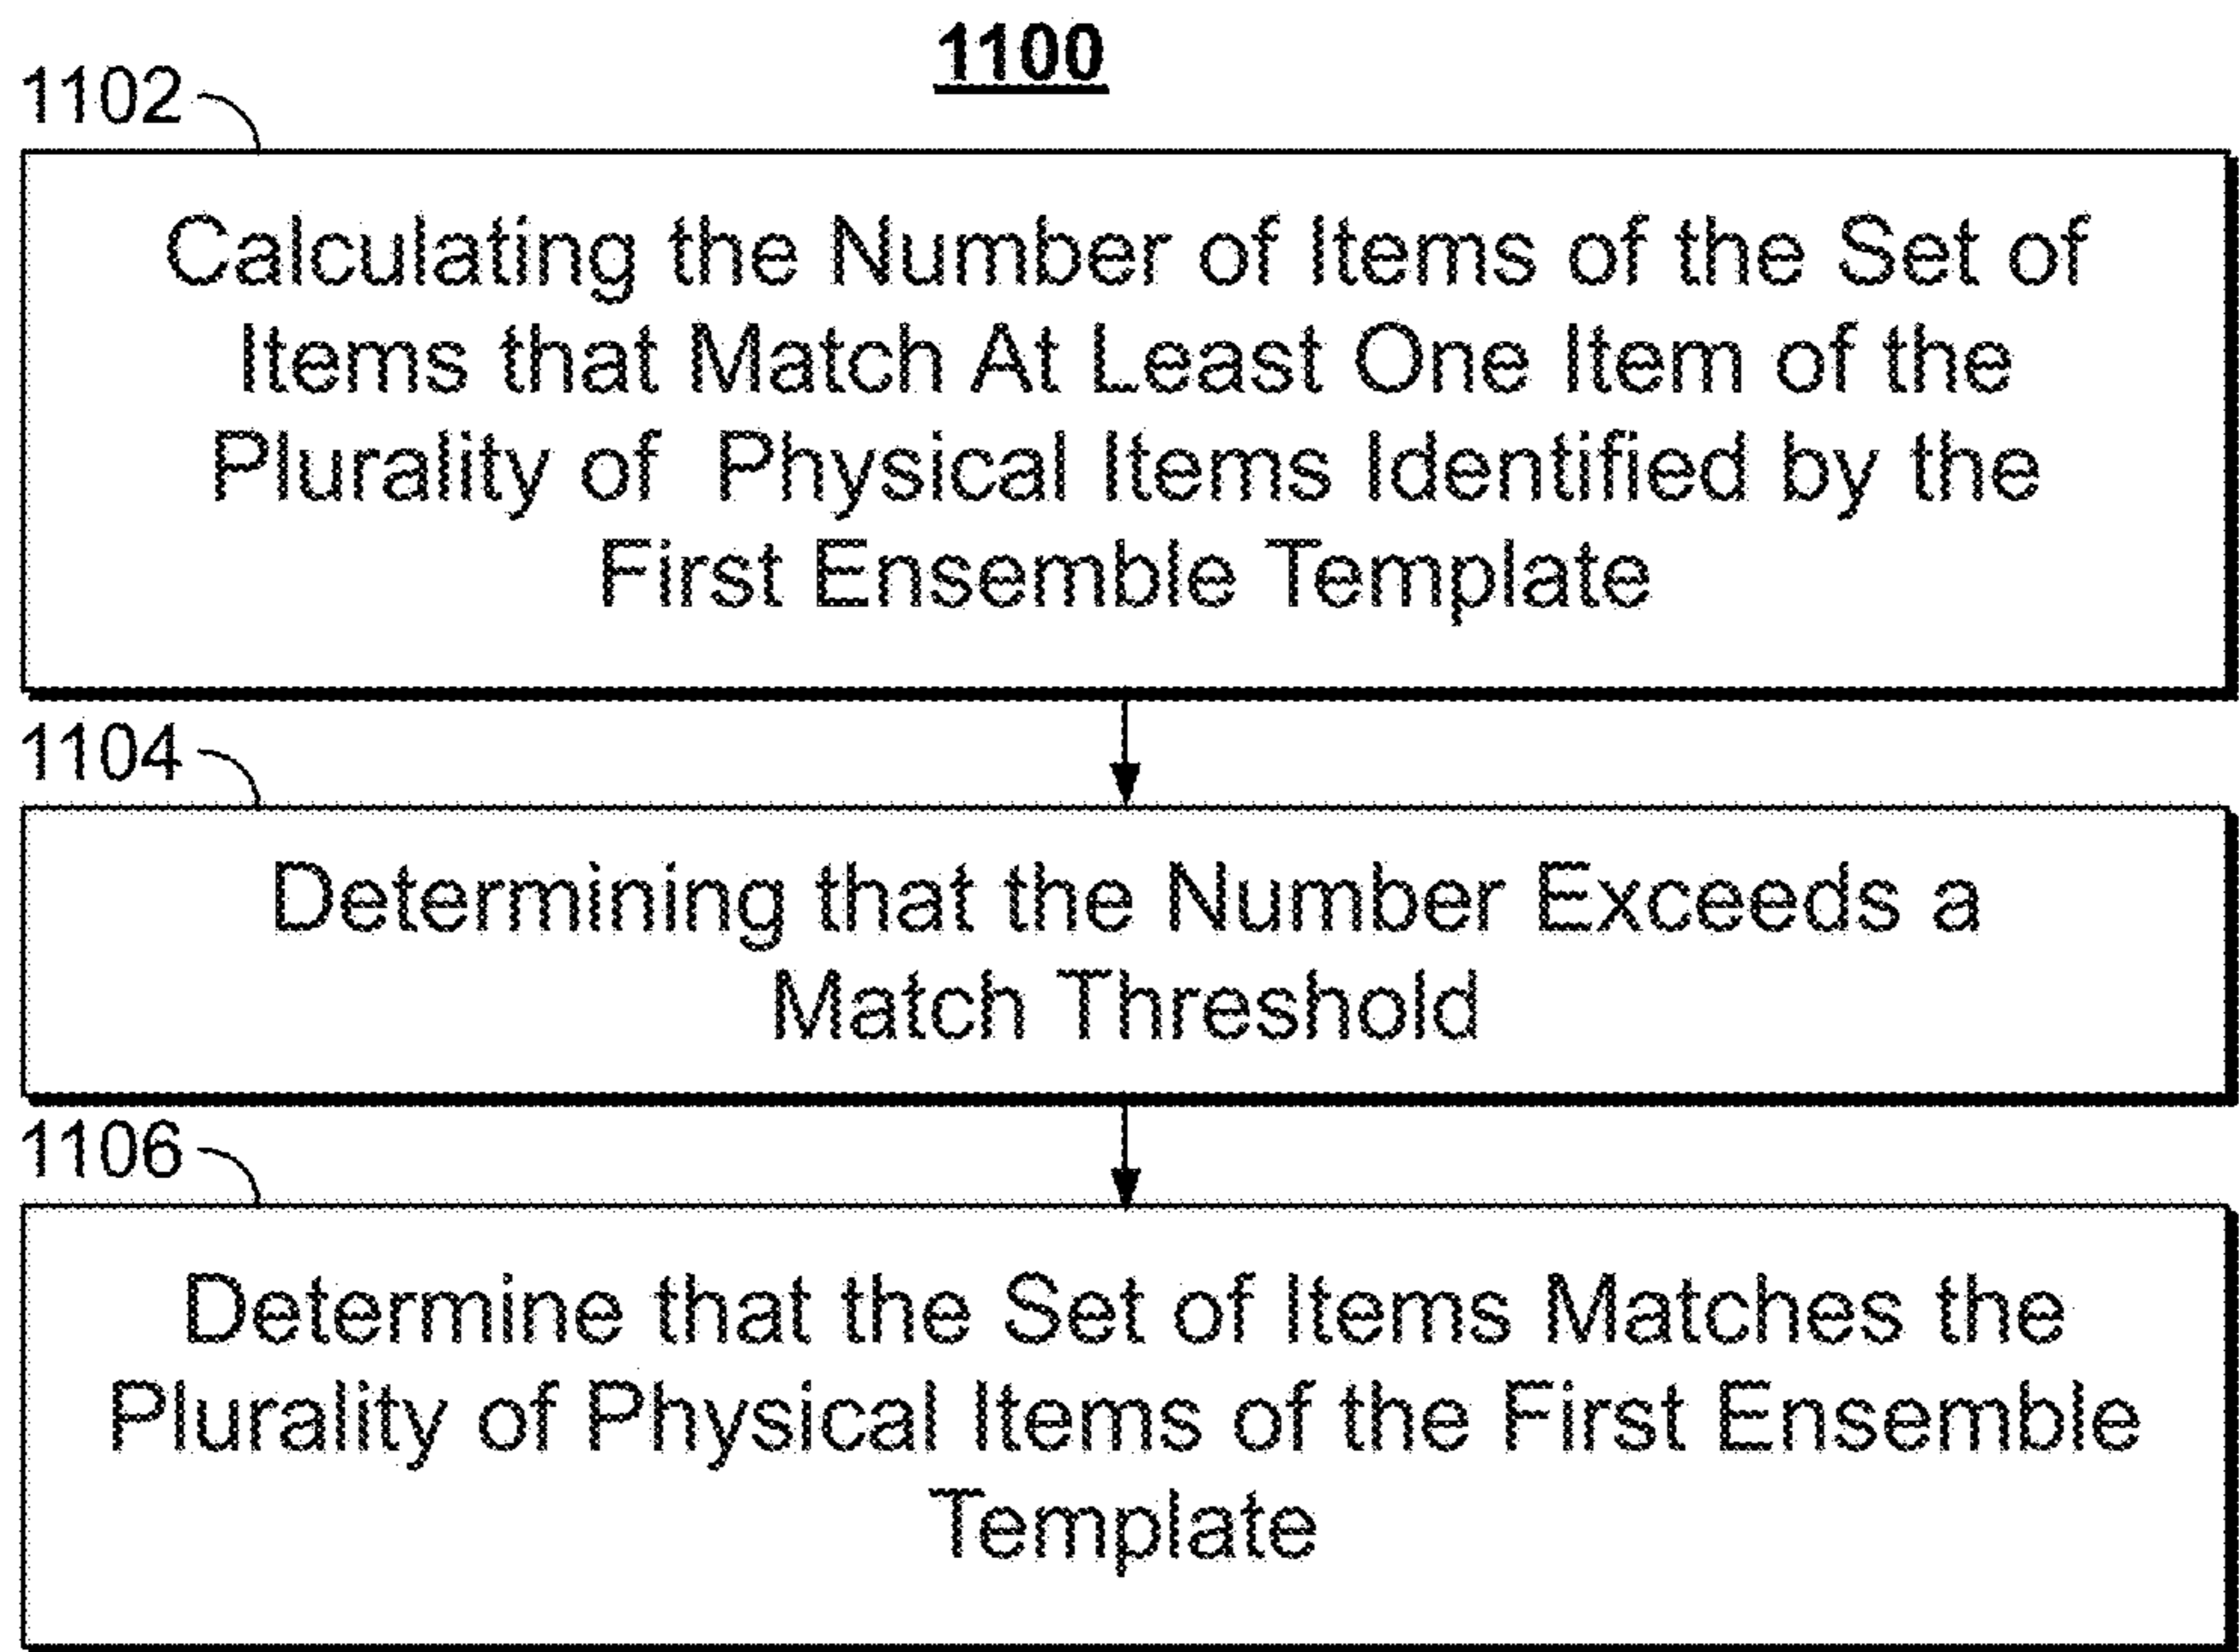 1100
1102
Calculating the Number of Items of the Set of
Items that Match At Least One Item of the
Plurality of Physical Items Identified by the
First Ensemble Template
1104
Determining that the Number Exceeds a
Match Threshold
1106
Determine that the Set of Items Matches the
Plurality of Physical Items of the First Ensemble
Template